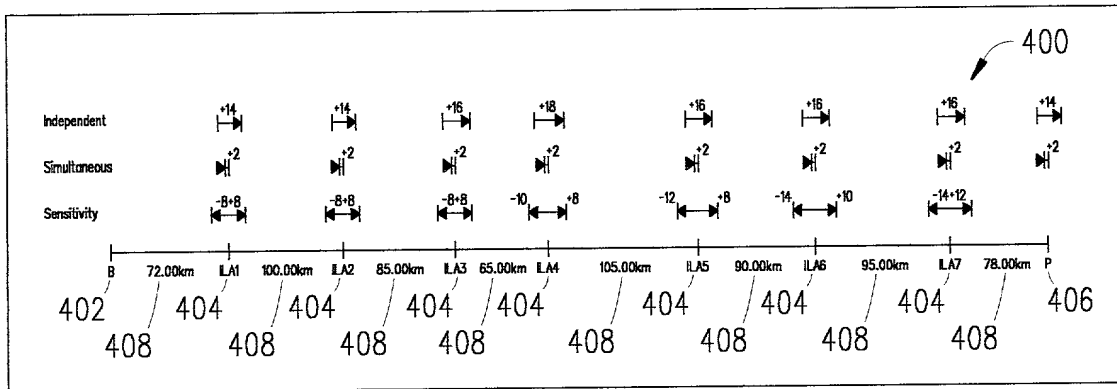 400
Independent +14 +14 +16 +18 +16 +16 +16 +14
Simultaneous +2 +2 +2 +2 +2 +2 +2 +2
Sensitivity -8+8 -8+8 -8+8 -10 +8 -12 +8 -14 +10 -14+12
B 72.00km ILA1 100.00km ILA2 85.00km ILA3 65.00km ILA4 105.00km ILA5 90.00km ILA6 95.00km ILA7 78.00km P
402 404 404 404 404 404 404 404 406
408 408 408 408 408 408 408 408